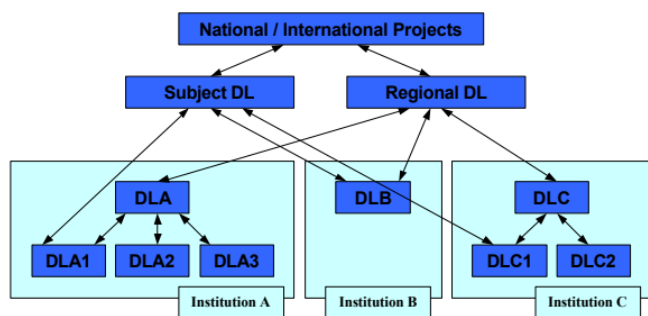 National / International Projects
Subject DL
Regional DL
DLA
DLB
DLC
DLA1
DLA2
DLA3
DLC1
DLC2
Institution A
Institution B
Institution C